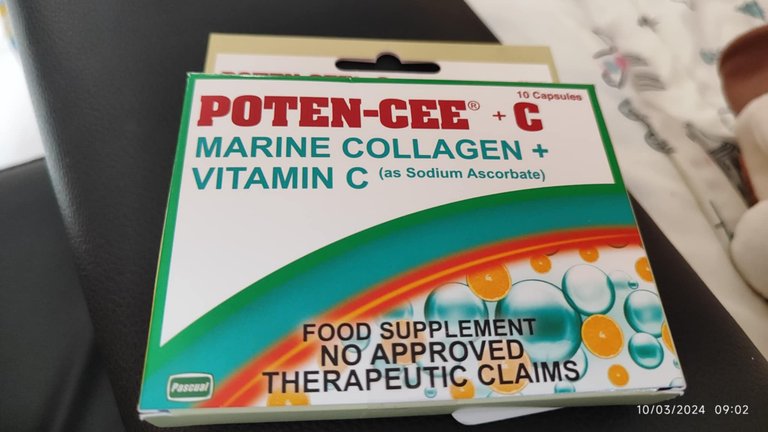 10 Capsules
POTEN-CEE® + C
MARINE COLLAGEN +
VITAMIN C (as Sodium Ascorbate)
FOOD SUPPLEMENT
NO APPROVED
THERAPEUTIC CLAIMS
Pascual
10/03/2024 09:02